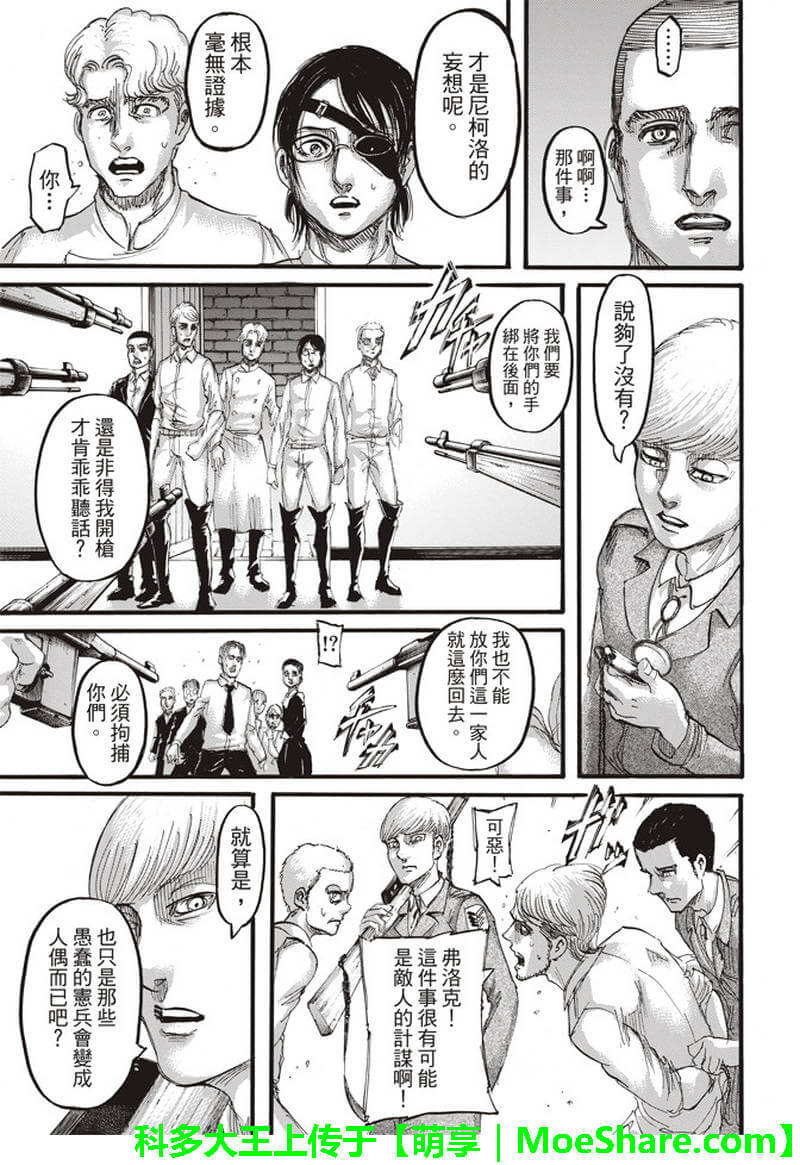 ……
啊啊…
那件事，
才是尼柯洛的
妄想呢。
根本
毫無證據。
你…
說夠了沒有？
我們要
將你們的手
綁在後面，
還是非得我開槍
才肯乖乖聽話？
我也不能
放你們這一家人
就這麼回去。
!?
必須拘捕
你們。
可惡！
弗洛克！
這件事很有可能
是敵人的計謀啊！
就算是，
也只是那些
愚蠢的憲兵會變成
人偶而已吧？
科多大王上传于【萌享 | MoeShare.com】